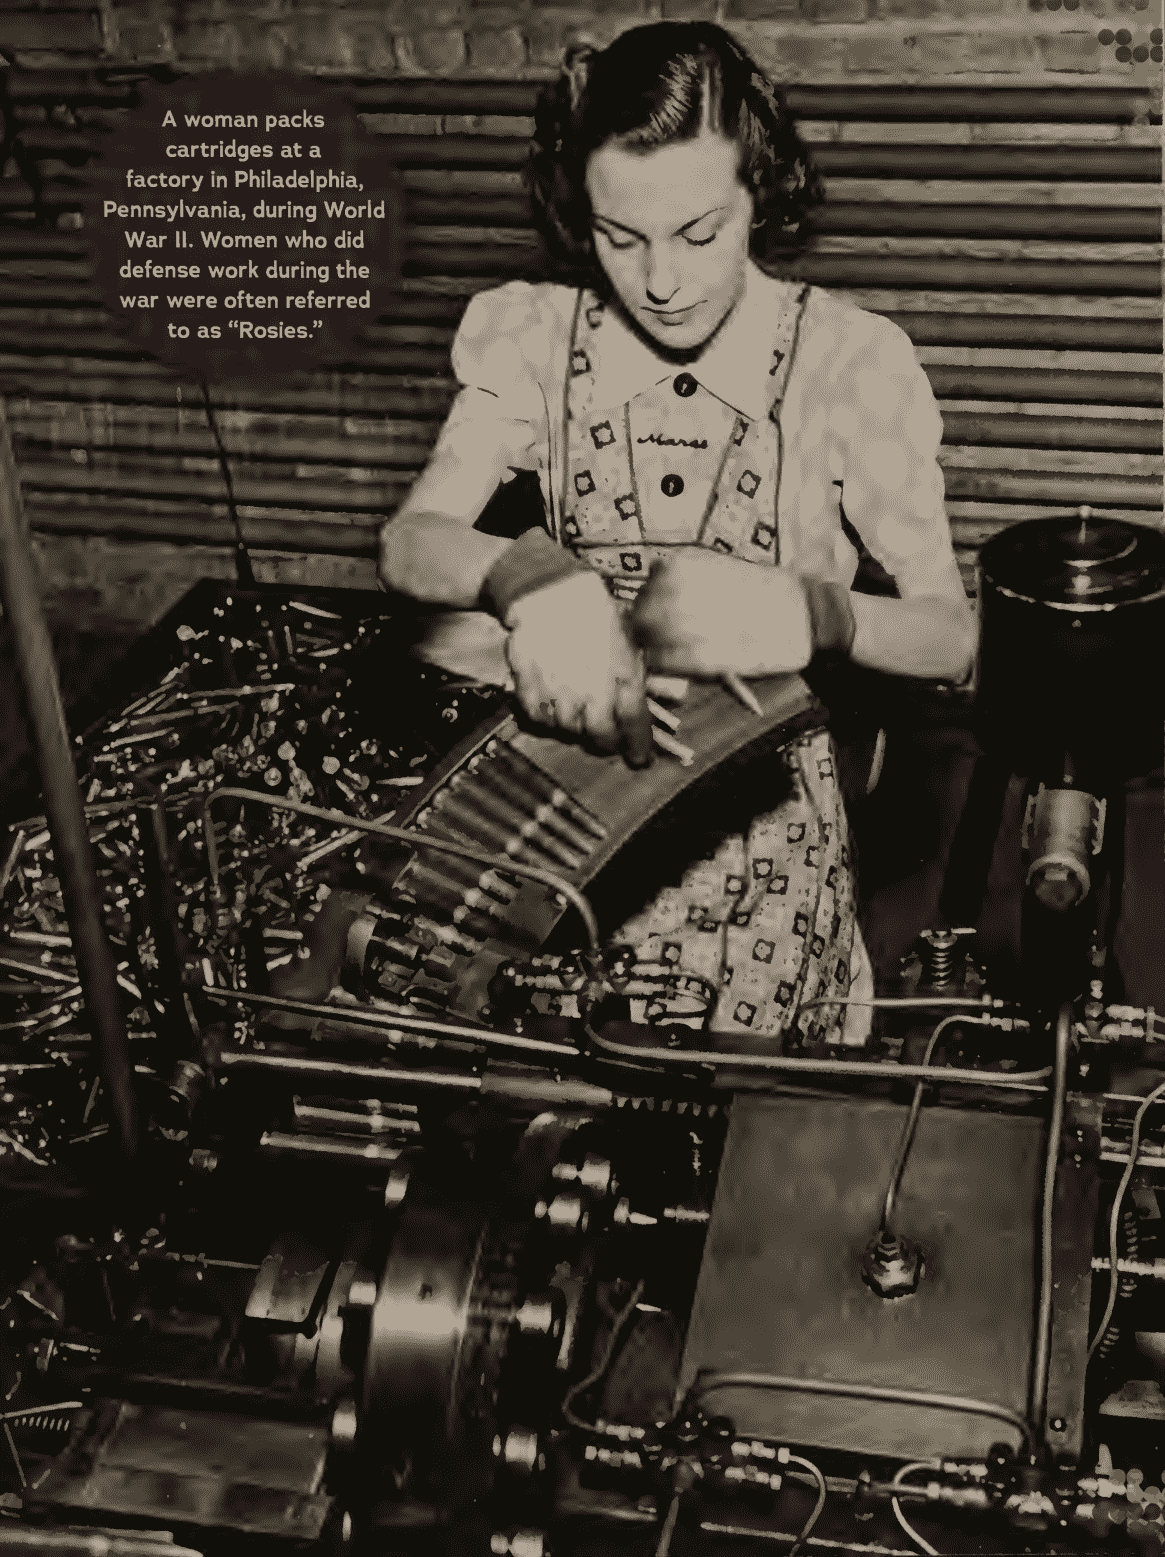 A woman packs
cartridges at a
factory in Philadelphia,
Pennsylvania, during World
War II. Women who did
defense work during the
war were often referred
to as “Rosies.”